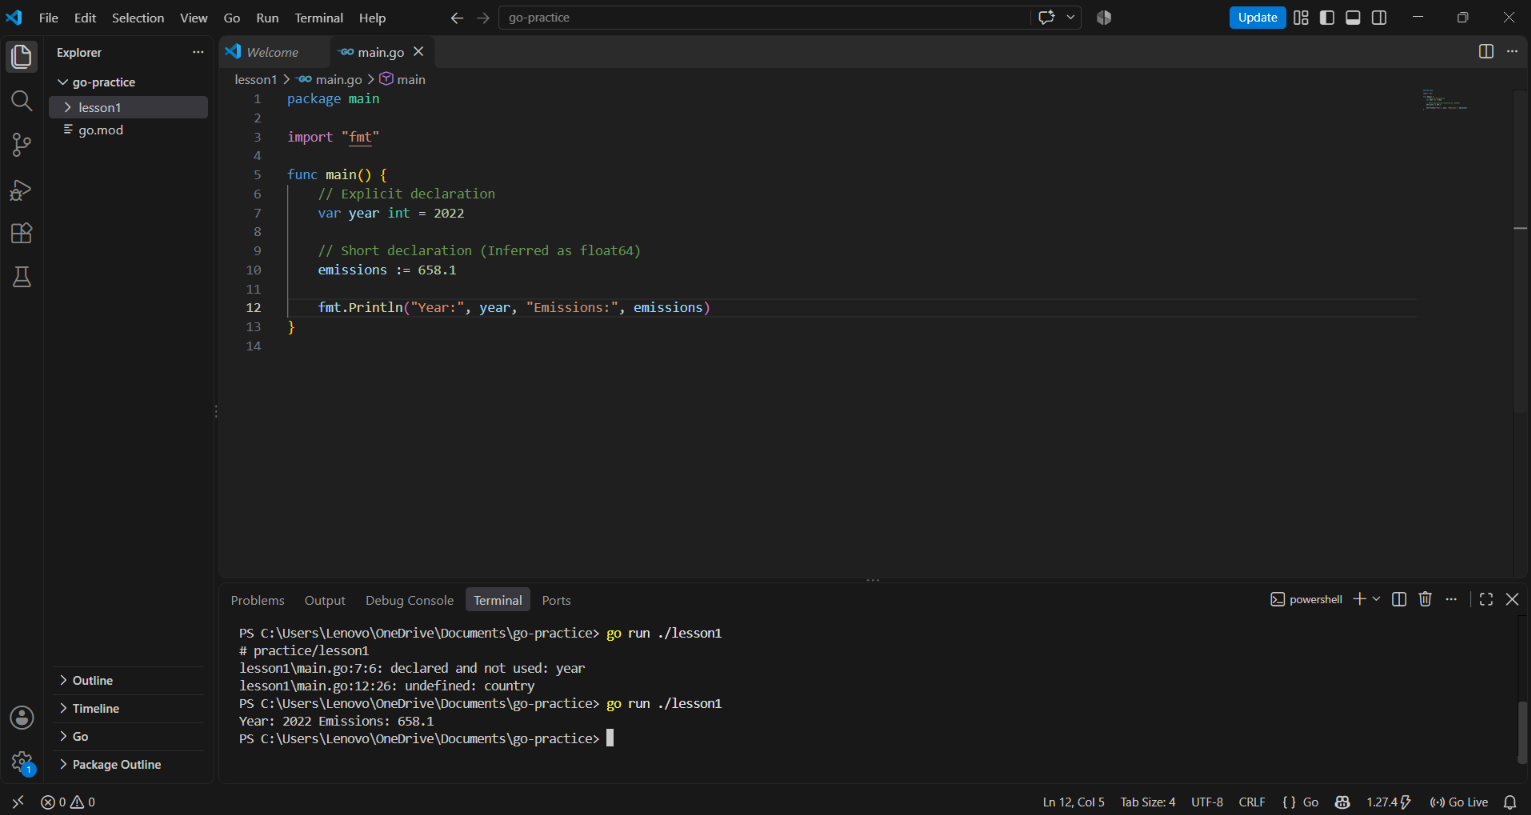 File Edit Selection View Go Run Terminal Help
go-practice
Update
Explorer
go-practice
lesson1
go.mod
Outline
Timeline
Go
Package Outline
Welcome
main.go
lesson1 > main.go > main
1 package main
2
3 import "fmt"
4
5 func main() {
6 // Explicit declaration
7 var year int = 2022
8
9 // Short declaration (Inferred as float64)
10 emissions := 658.1
11
12 fmt.Println("Year:", year, "Emissions:", emissions)
13 }
14
Problems Output Debug Console Terminal Ports
powershell
PS C:\Users\Lenovo\OneDrive\Documents\go-practice> go run ./lesson1
# practice/lesson1
lesson1\main.go:7:6: declared and not used: year
lesson1\main.go:12:26: undefined: country
PS C:\Users\Lenovo\OneDrive\Documents\go-practice> go run ./lesson1
Year: 2022 Emissions: 658.1
PS C:\Users\Lenovo\OneDrive\Documents\go-practice>
1
0 0
Ln 12, Col 5 Tab Size: 4 UTF-8 CRLF { } Go 1.27.4 Go Live